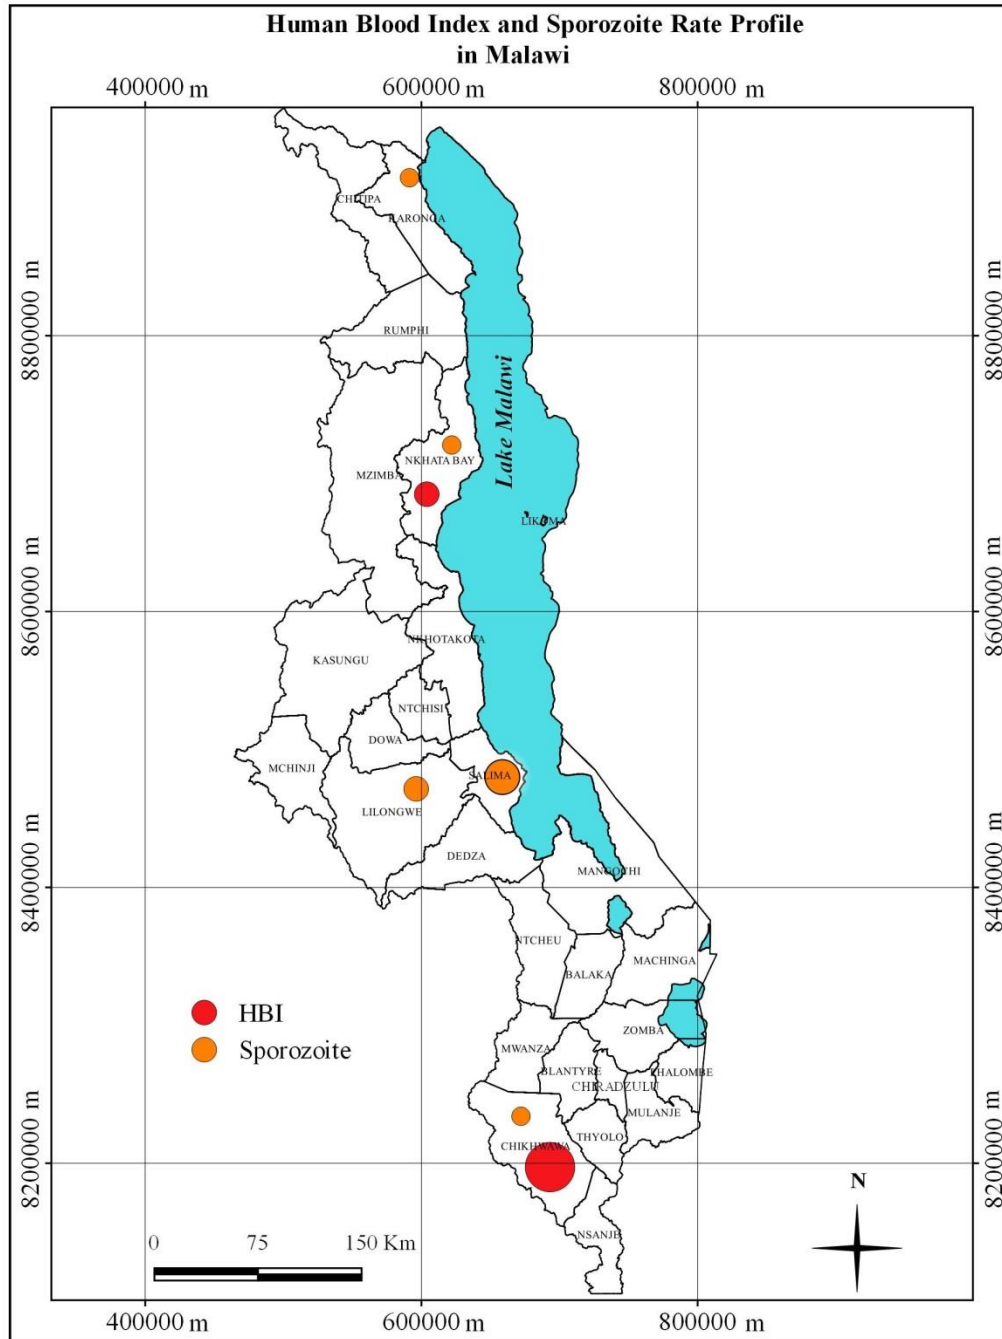 Human Blood Index and Sporozoite Rate Profile
in Malawi
400000 m
600000 m
800000 m
CHITIPA
KARONGA
8800000 m
8800000 m
RUMPHI
Lake Malawi
NKHATA BAY
MZIMBA
LIKOMA
8600000 m
8600000 m
NKHOTAKOTA
KASUNGU
NTCHISI
DOWA
MCHINJI
SALIMA
LILONGWE
DEDZA
MANGOCHI
8400000 m
8400000 m
NTCHEU
MACHINGA
BALAKA
HBI
ZOMBA
Sporozoite
MWANZA
BLANTYRE
PHALOMBE
CHIRADZULU
MULANJE
THYOLO
CHIKHWAWA
8200000 m
8200000 m
N
NSANJE
0
75
150 Km
400000 m
600000 m
800000 m